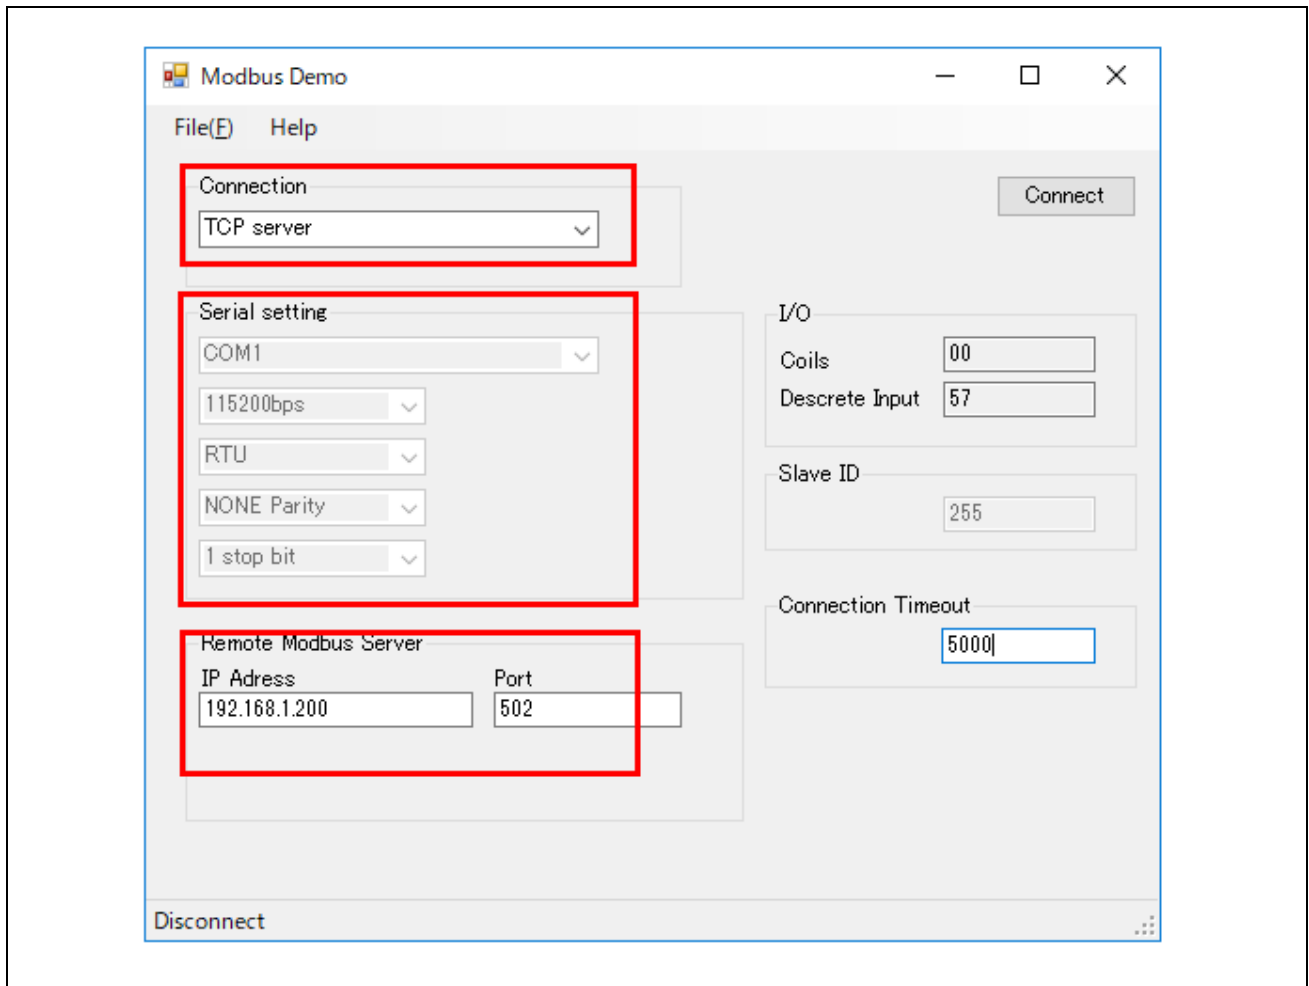 Modbus Demo
File(F) Help
Connection
TCP server
Connect
Serial setting
COM1
115200bps
RTU
NONE Parity
1 stop bit
I/O
Coils 00
Descrete Input 57
Slave ID
255
Connection Timeout
5000
Remote Modbus Server
IP Adress Port
192.168.1.200 502
Disconnect